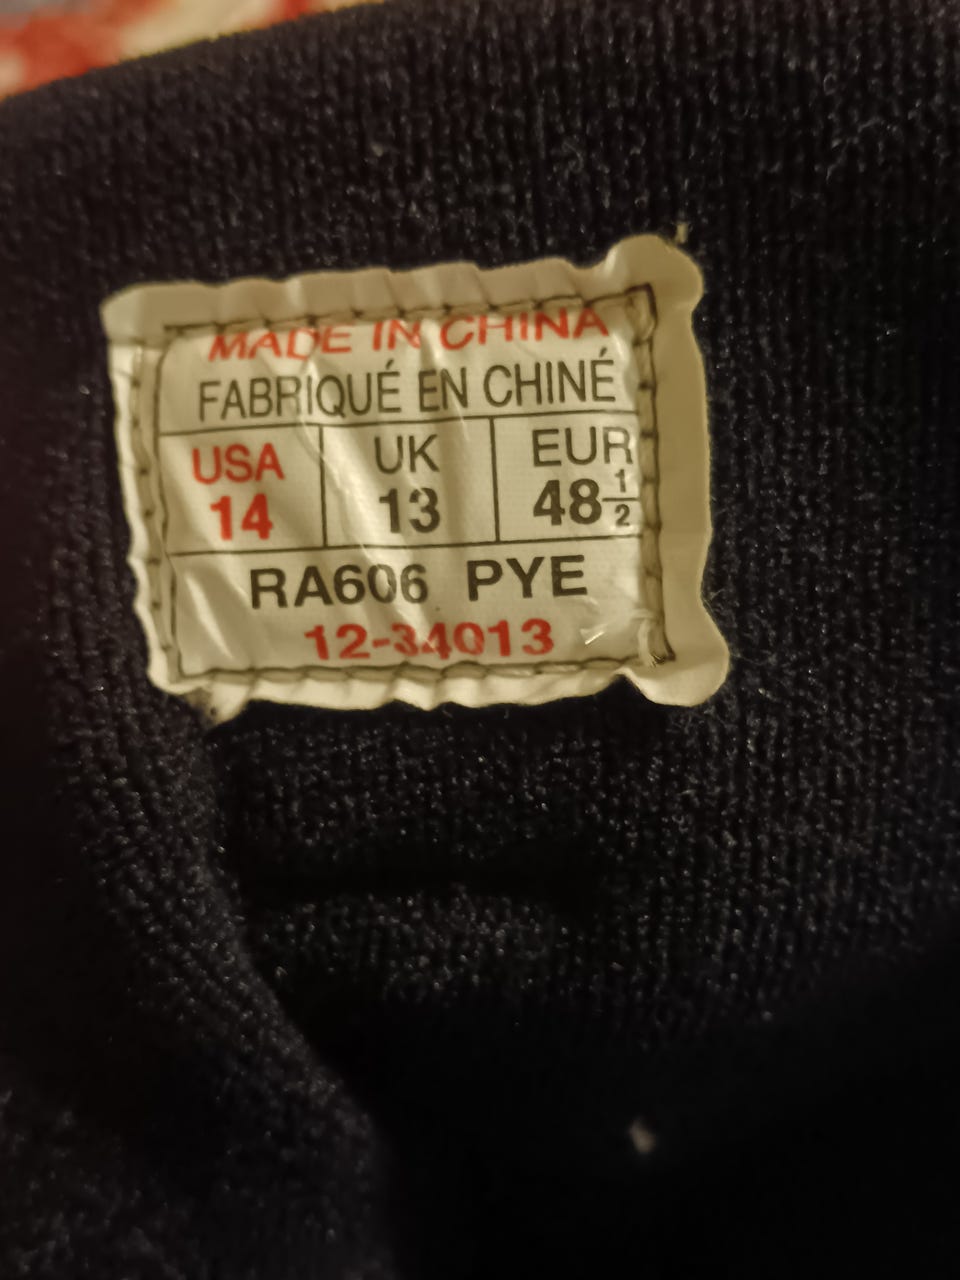 MADE IN CHINA
FABRIQUÉ EN CHINÉ
USA UK EUR
14 13 48 1/2
RA606 PYE
12-34013